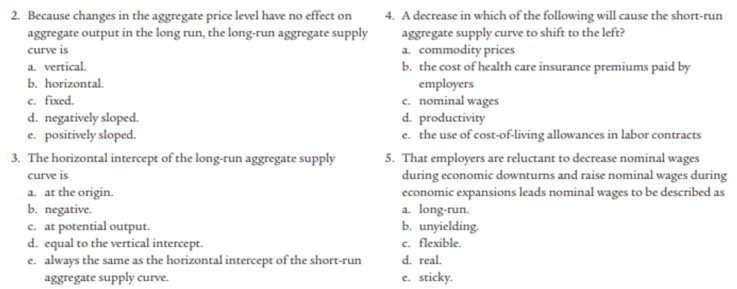 2. Because changes in the aggregate price level have no effect on
aggregate output in the long run, the long-run aggregate supply
curve is
a. vertical.
b. horizontal.
c. fixed.
d. negatively sloped.
e. positively sloped.
3. The horizontal intercept of the long-run aggregate supply
curve is
a. at the origin.
b. negative.
c. at potential output.
d. equal to the vertical intercept.
e. always the same as the horizontal intercept of the short-run
aggregate supply curve.
4. A decrease in which of the following will cause the short-run
aggregate supply curve to shift to the left?
a. commodity prices
b. the cost of health care insurance premiums paid by
employers
c. nominal wages
d. productivity
e. the use of cost-of-living allowances in labor contracts
5. That employers are reluctant to decrease nominal wages
during economic downturns and raise nominal wages during
economic expansions leads nominal wages to be described as
a. long-run.
b. unyielding.
c. flexible.
d. real.
e. sticky.